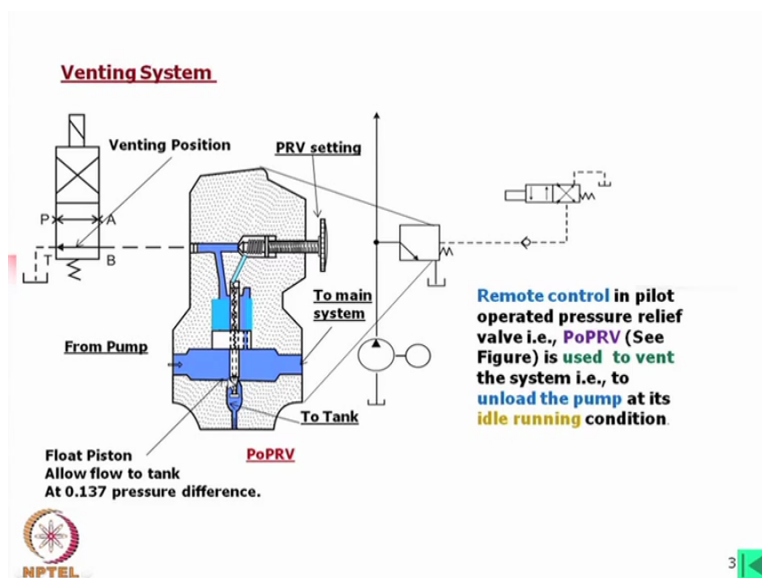 Venting System
Venting Position
PRV setting
P
A
T
B
To main
system
From Pump
To Tank
Float Piston
Allow flow to tank
At 0.137 pressure difference.
PoPRV
Remote control in pilot
operated pressure relief
valve i.e., PoPRV (See
Figure) is used to vent
the system i.e., to
unload the pump at its
idle running condition.
NPTEL
3